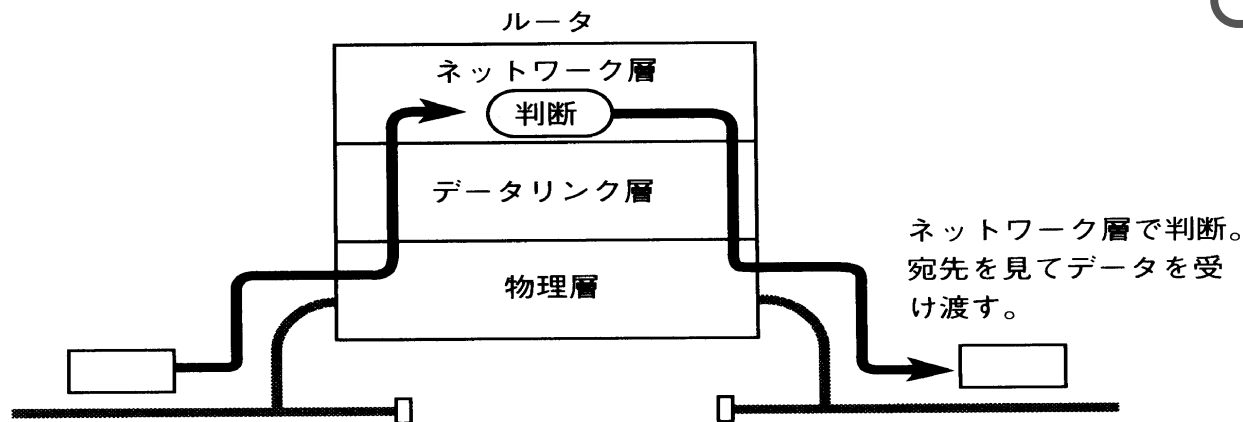 ルータ
ネットワーク層
判断
データリンク層
物理層
ネットワーク層で判断。
宛先を見てデータを受
け渡す。